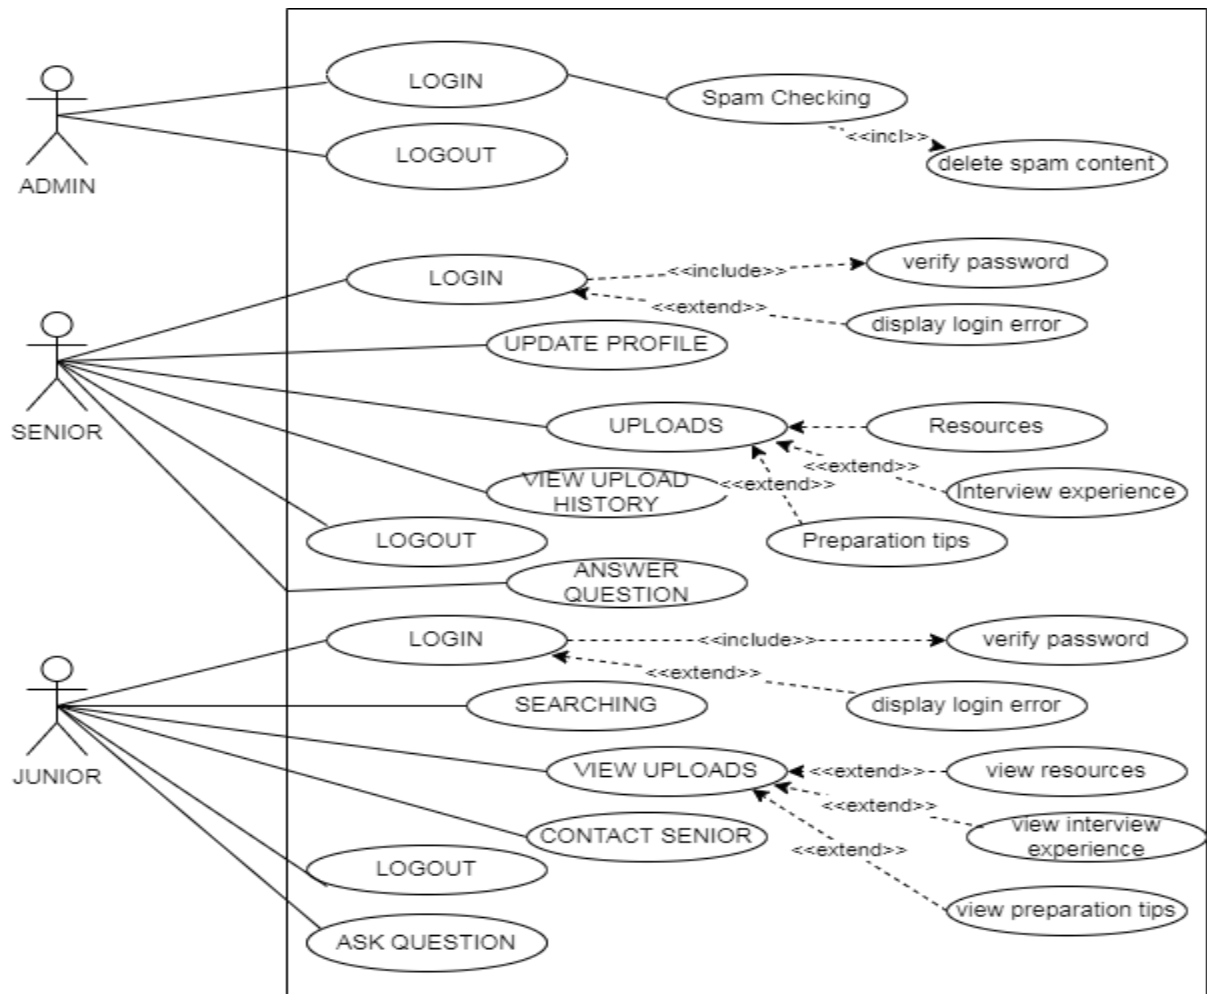 LOGIN
Spam Checking
<<incl>>
LOGOUT
delete spam content
ADMIN
verify password
<<include>>
LOGIN
<<extend>>
display login error
UPDATE PROFILE
SENIOR
UPLOADS
Resources
<<extend>>
VIEW UPLOAD
HISTORY
<<extend>>
Interview experience
LOGOUT
Preparation tips
ANSWER
QUESTION
LOGIN
<<include>>
verify password
<<extend>>
SEARCHING
display login error
JUNIOR
VIEW UPLOADS
<<extend>>
view resources
<<extend>>
view interview
experience
CONTACT SENIOR
<<extend>>
LOGOUT
view preparation tips
ASK QUESTION